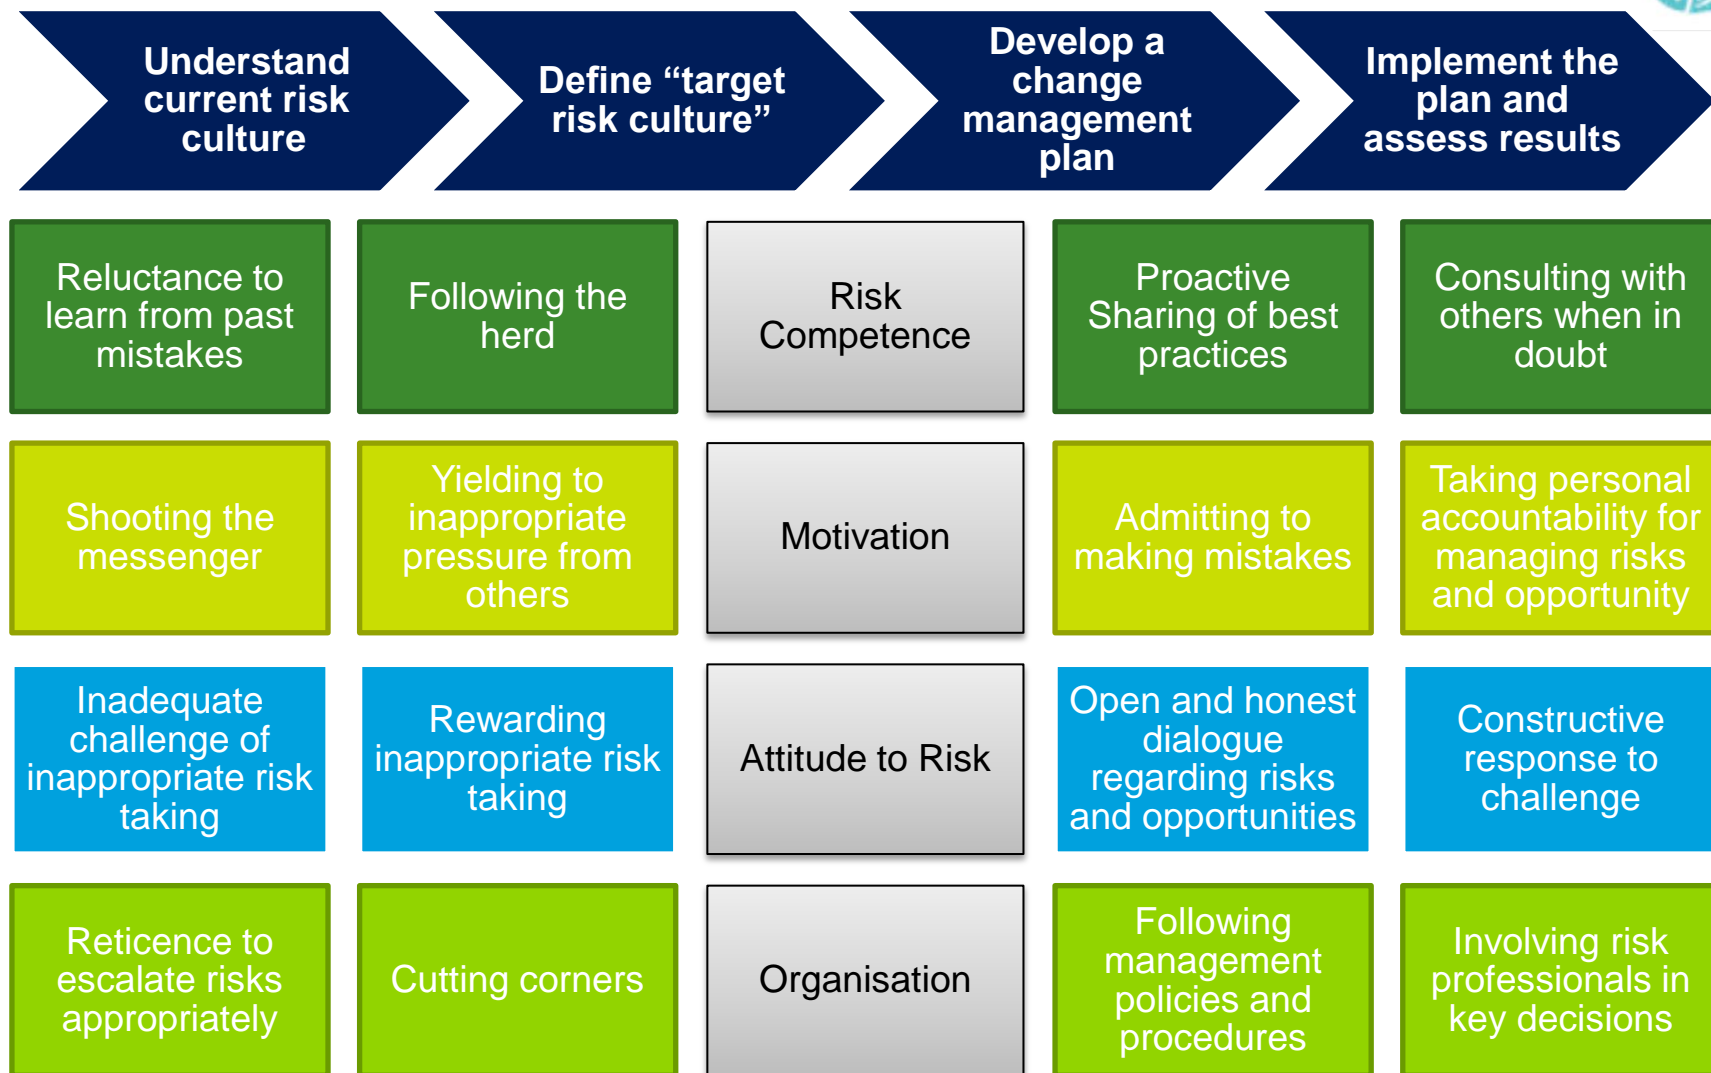 Understand
current risk
culture
Define “target
risk culture”
Develop a
change
management
plan
Implement the
plan and
assess results
Reluctance to
learn from past
mistakes
Following the
herd
Risk
Competence
Proactive
Sharing of best
practices
Consulting with
others when in
doubt
Shooting the
messenger
Yielding to
inappropriate
pressure from
others
Motivation
Admitting to
making mistakes
Taking personal
accountability for
managing risks
and opportunity
Inadequate
challenge of
inappropriate risk
taking
Rewarding
inappropriate risk
taking
Attitude to Risk
Open and honest
dialogue
regarding risks
and opportunities
Constructive
response to
challenge
Reticence to
escalate risks
appropriately
Cutting corners
Organisation
Following
management
policies and
procedures
Involving risk
professionals in
key decisions